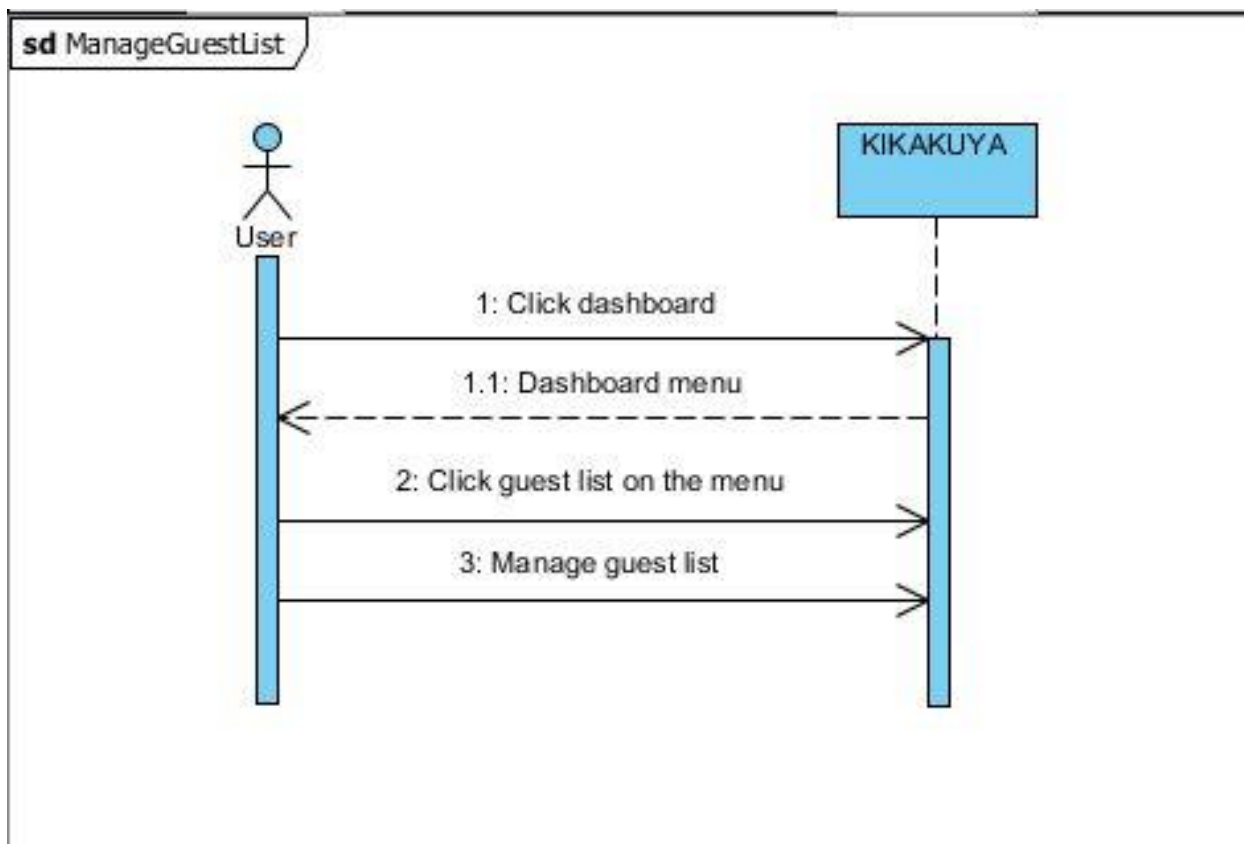 sd ManageGuestList
KIKAKUYA
User
1: Click dashboard
1.1: Dashboard menu
2: Click guest list on the menu
3: Manage guest list